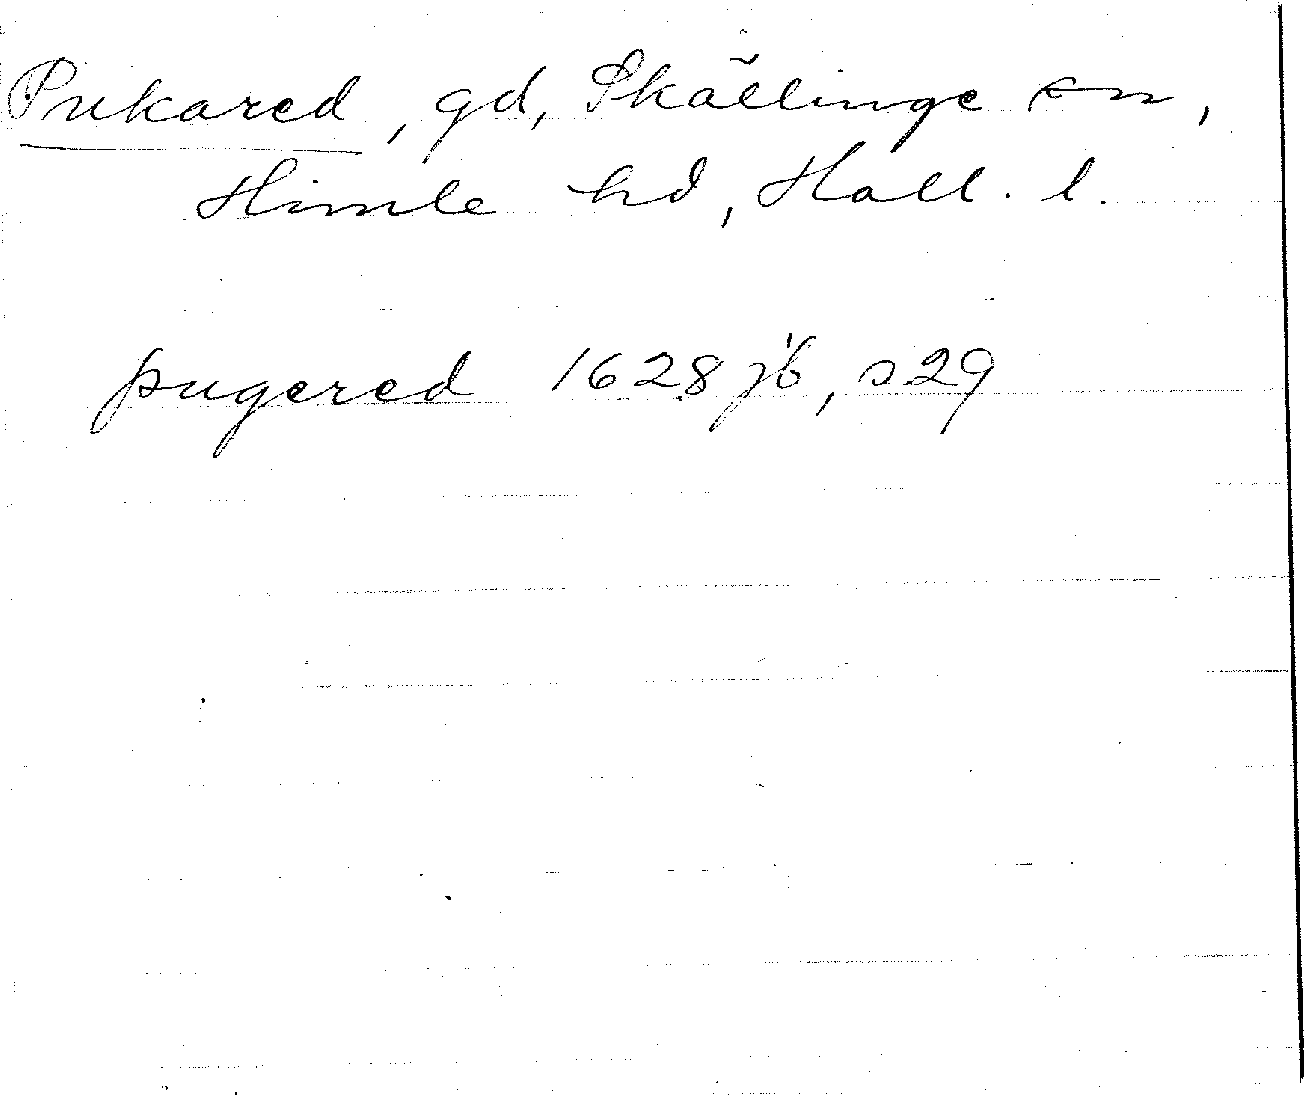 Pukared, gd, Skällinge sn,
Himle hd, Hall. l.
pugered 1628 jb, s29